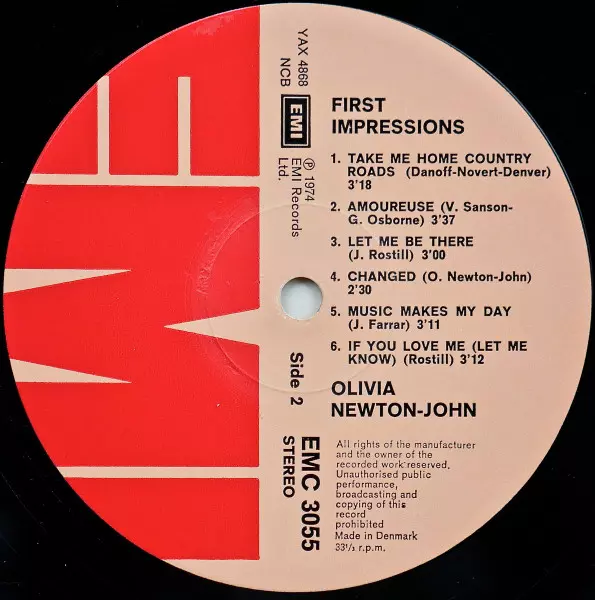 YAX 4868
NCB
EMI
℗ 1974
EMI Records
Ltd.
FIRST
IMPRESSIONS
1. TAKE ME HOME COUNTRY
ROADS (Danoff-Novert-Denver)
3'18
2. AMOUREUSE (V. Sanson-
G. Osborne) 3'37
3. LET ME BE THERE
(J. Rostill) 3'00
4. CHANGED (O. Newton-John)
2'30
5. MUSIC MAKES MY DAY
(J. Farrar) 3'11
6. IF YOU LOVE ME (LET ME
KNOW) (Rostill) 3'12
Side 2
OLIVIA
NEWTON-JOHN
EMC 3055
STEREO
All rights of the manufacturer
and the owner of the
recorded work reserved.
Unauthorised public
performance,
broadcasting and
copying of this
record
prohibited
Made in Denmark
33⅓ r.p.m.
EMI